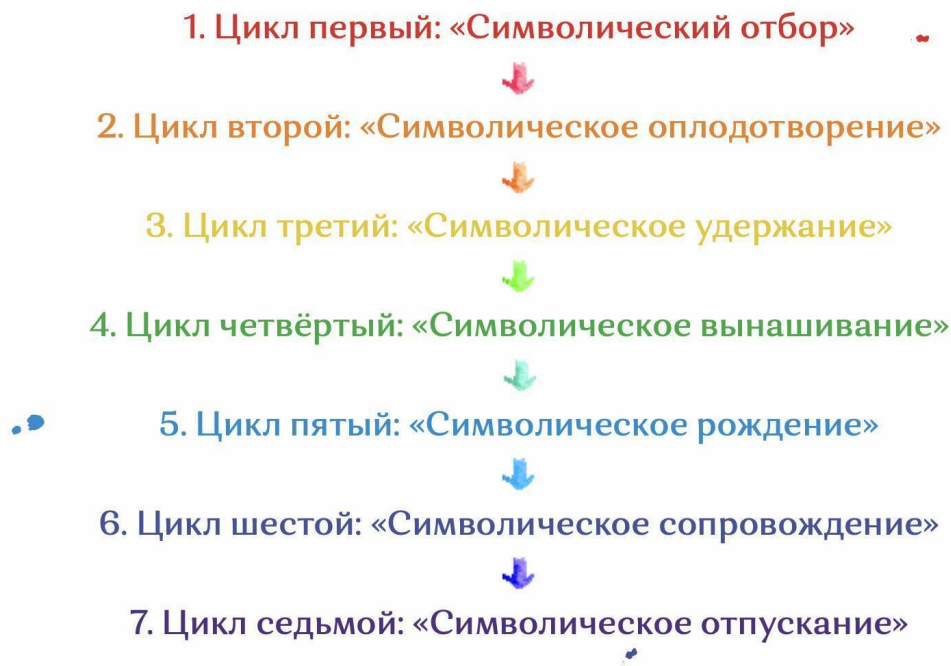 1. Цикл первый: «Символический отбор»
2. Цикл второй: «Символическое оплодотворение»
3. Цикл третий: «Символическое удержание»
4. Цикл четвёртый: «Символическое вынашивание»
5. Цикл пятый: «Символическое рождение»
6. Цикл шестой: «Символическое сопровождение»
7. Цикл седьмой: «Символическое отпускание»